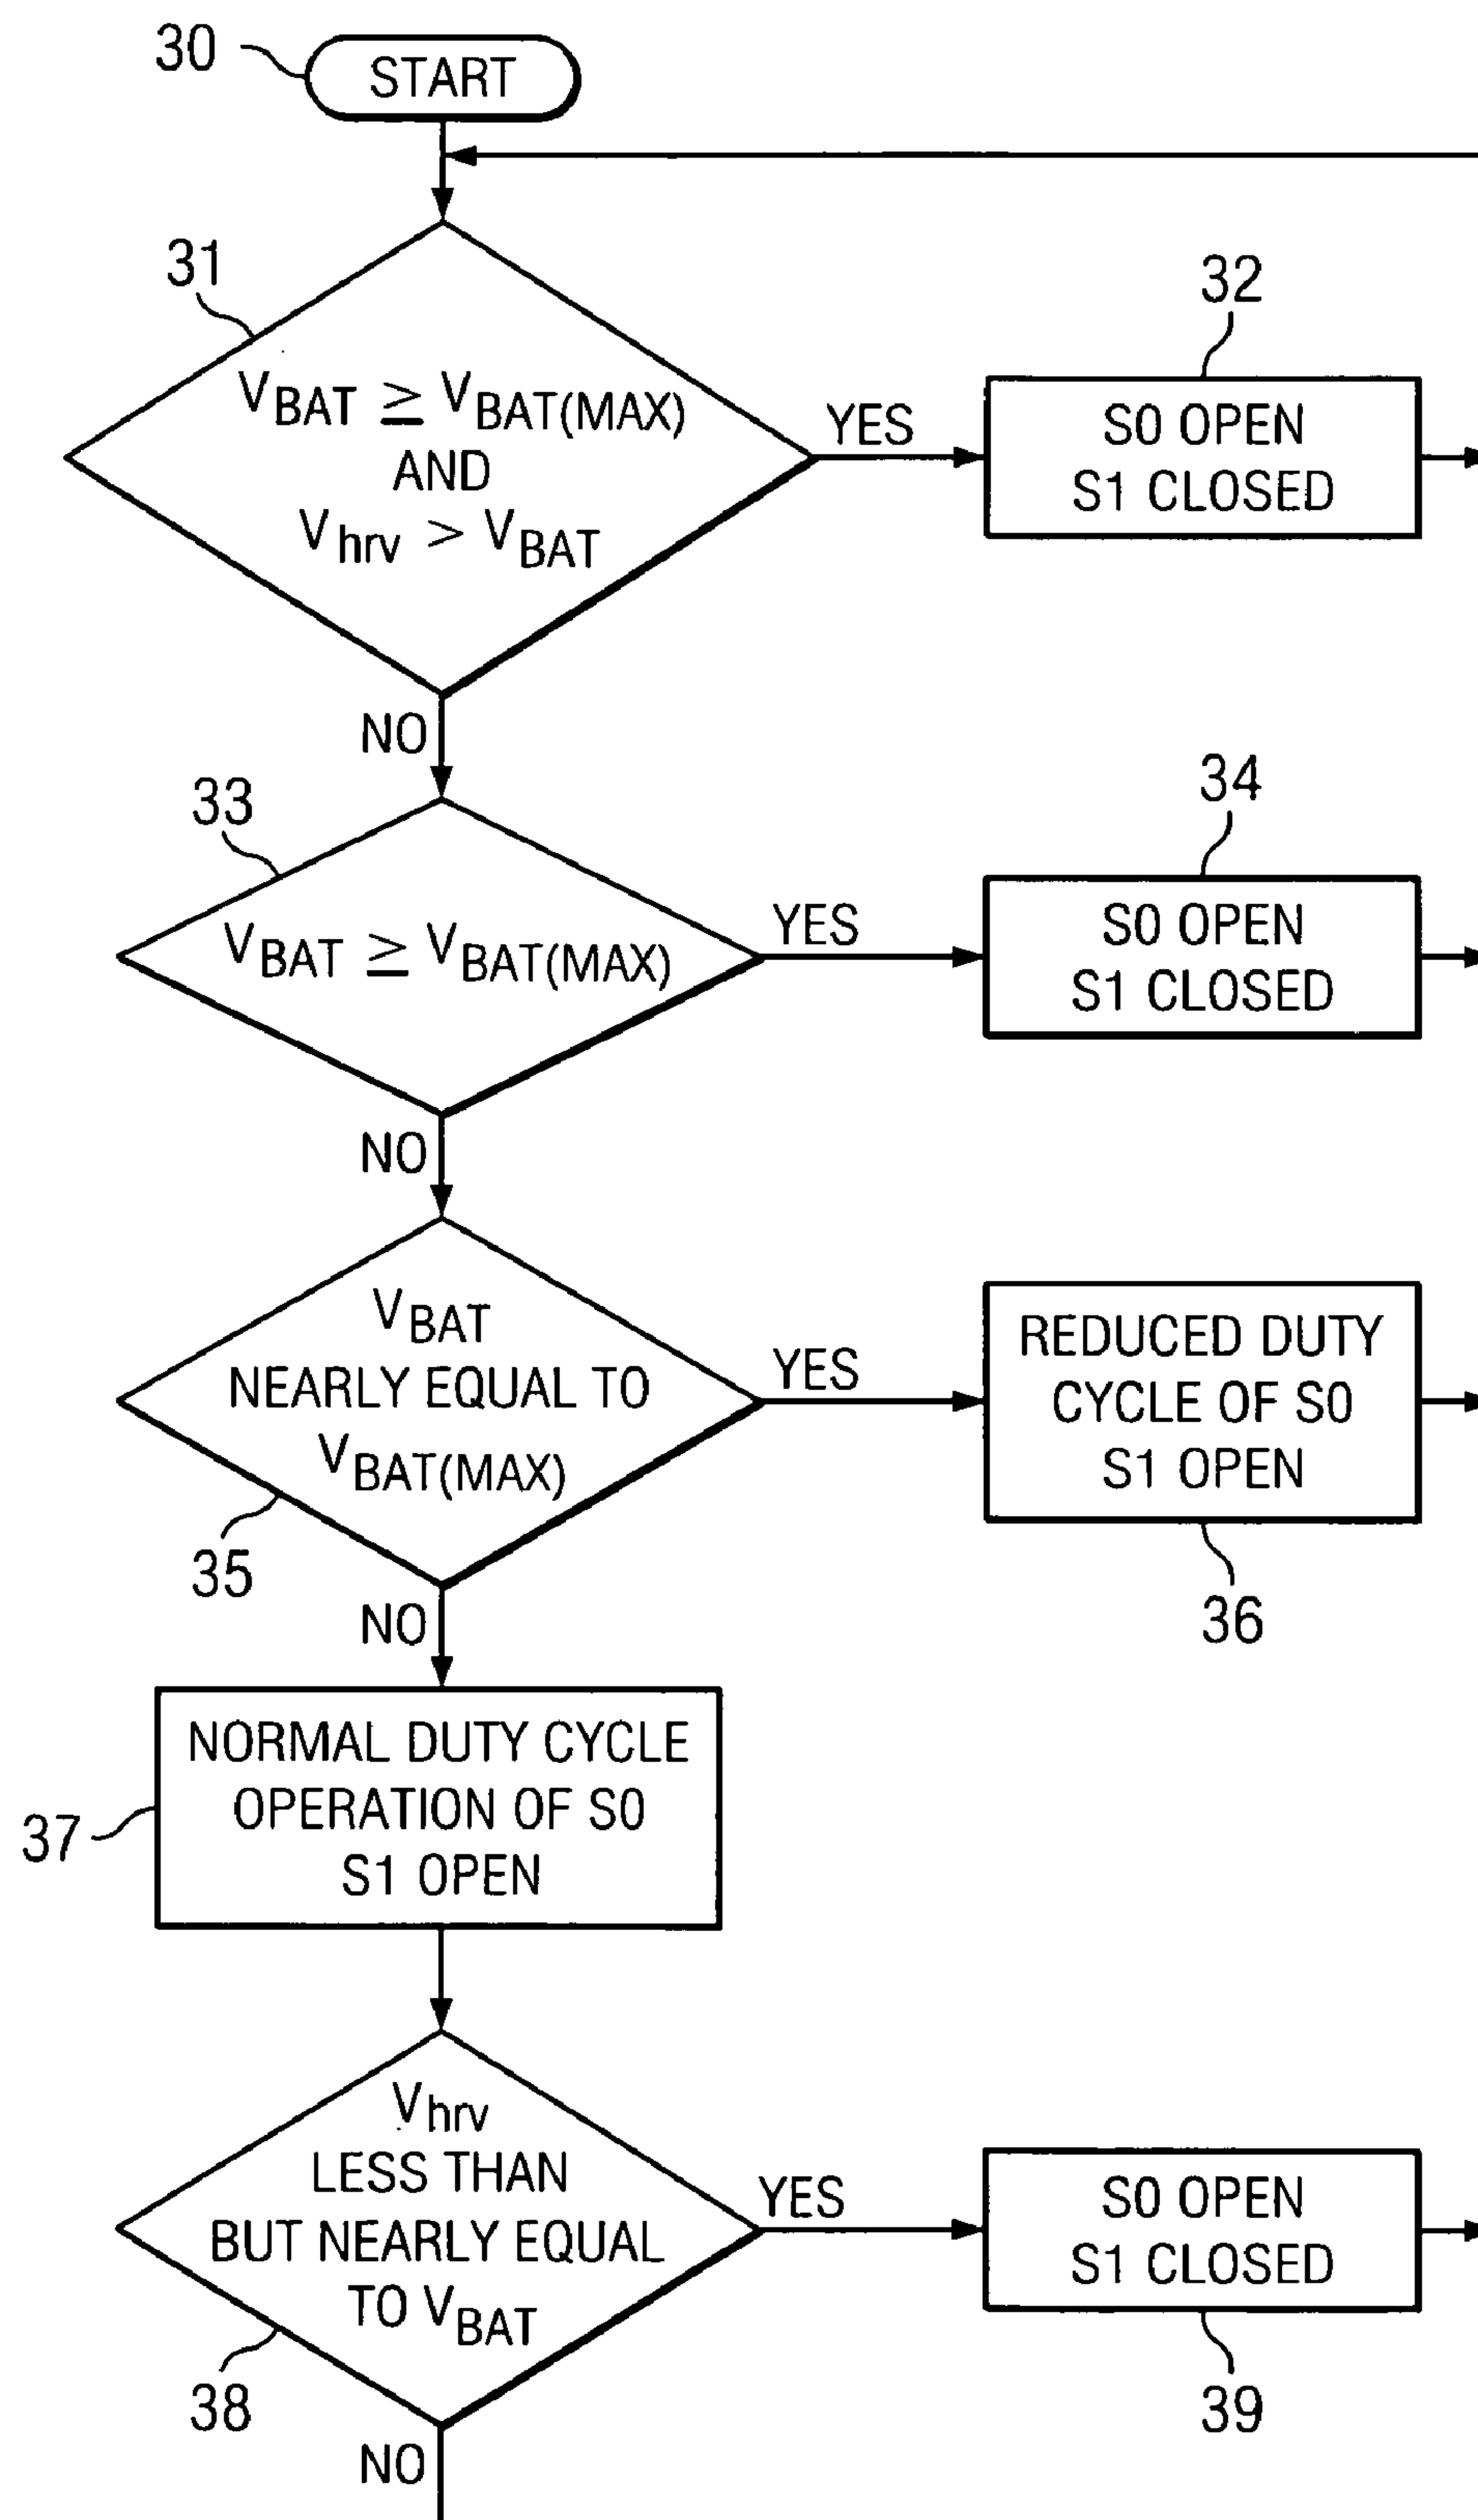 30
START
31
VBAT ≥ VBAT(MAX)
AND
Vhrv > VBAT
YES
32
S0 OPEN
S1 CLOSED
NO
33
VBAT ≥ VBAT(MAX)
YES
34
S0 OPEN
S1 CLOSED
NO
VBAT
NEARLY EQUAL TO
VBAT(MAX)
35
YES
REDUCED DUTY
CYCLE OF S0
S1 OPEN
36
NO
37
NORMAL DUTY CYCLE
OPERATION OF S0
S1 OPEN
Vhrv
LESS THAN
BUT NEARLY EQUAL
TO VBAT
38
YES
S0 OPEN
S1 CLOSED
39
NO